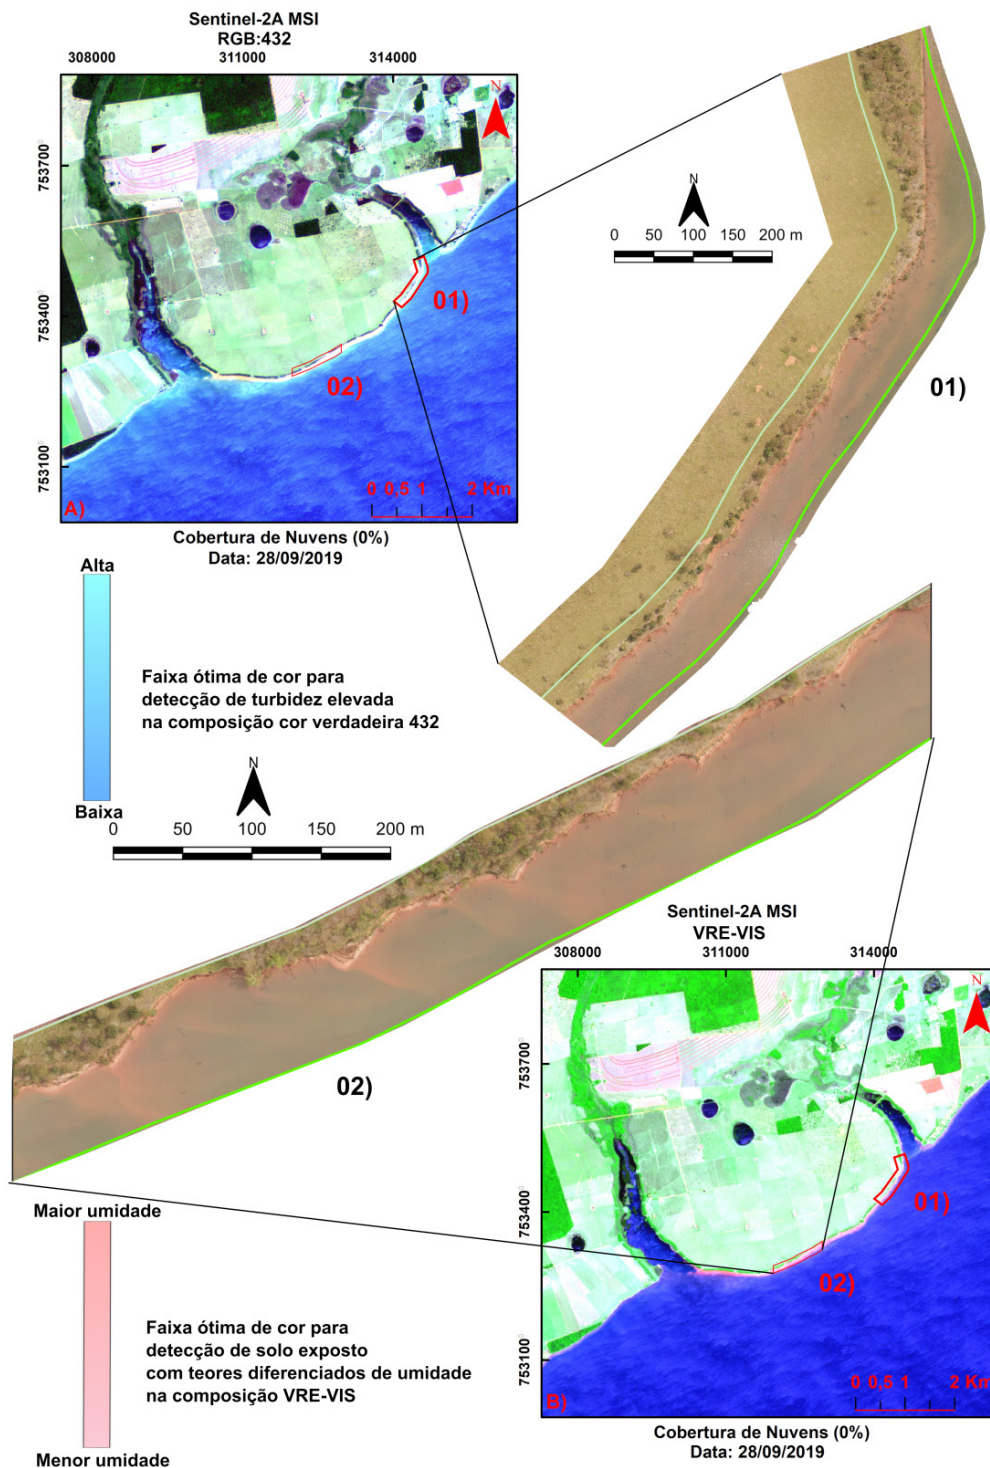 Sentinel-2A MSI
RGB:432
308000 311000 314000
N
753700
753400
753100
01)
02)
A)
0 0,5 1 2 Km
Cobertura de Nuvens (0%)
Data: 28/09/2019
N
0 50 100 150 200 m
01)
Alta
Faixa ótima de cor para
detecção de turbidez elevada
na composição cor verdadeira 432
Baixa
N
0 50 100 150 200 m
02)
Sentinel-2A MSI
VRE-VIS
308000 311000 314000
N
753700
753400
753100
01)
02)
B)
0 0,5 1 2 Km
Cobertura de Nuvens (0%)
Data: 28/09/2019
Maior umidade
Faixa ótima de cor para
detecção de solo exposto
com teores diferenciados de umidade
na composição VRE-VIS
Menor umidade